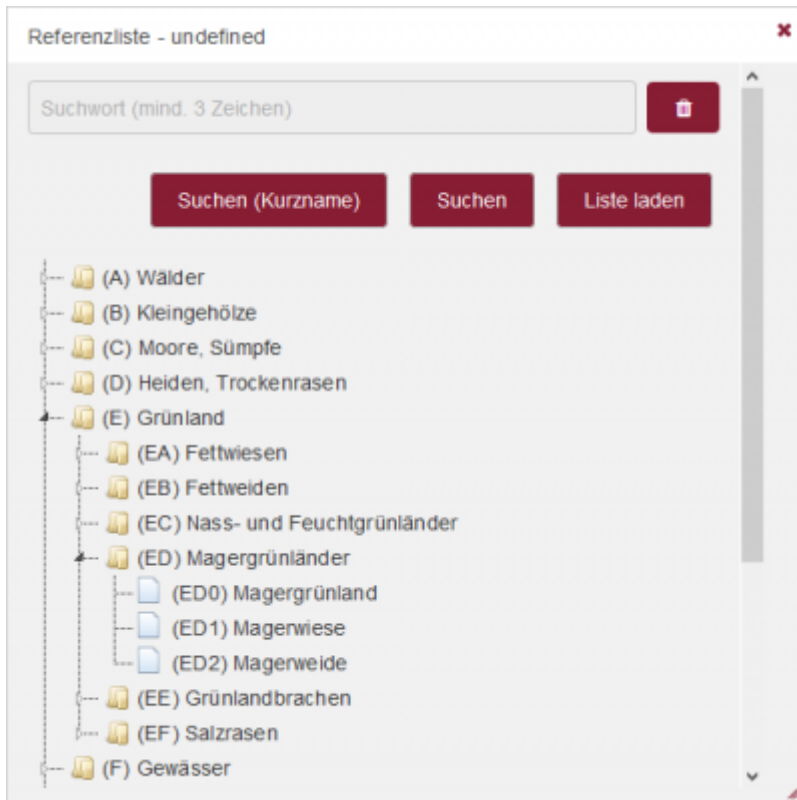 Referenzliste - undefined
Suchwort (mind. 3 Zeichen)
Suchen (Kurzname) Suchen Liste laden
(A) Wälder
(B) Kleingehölze
(C) Moore, Sümpfe
(D) Heiden, Trockenrasen
(E) Grünland
(EA) Fettwiesen
(EB) Fettweiden
(EC) Nass- und Feuchtgrünländer
(ED) Magergrünländer
(ED0) Magergrünland
(ED1) Magerwiese
(ED2) Magerweide
(EE) Grünlandbrachen
(EF) Salzrasen
(F) Gewässer